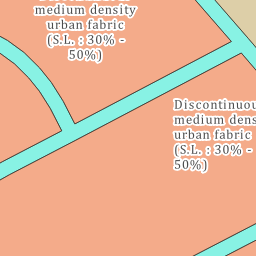 medium density
urban fabric
(S.L. : 30% -
50%)
Discontinuou
medium dens
urban fabric
(S.L. : 30% -
50%)